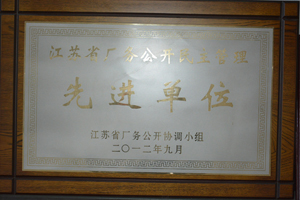 江苏省厂务公开民主管理
先进单位
江苏省厂务公开协调小组
二〇一二年九月